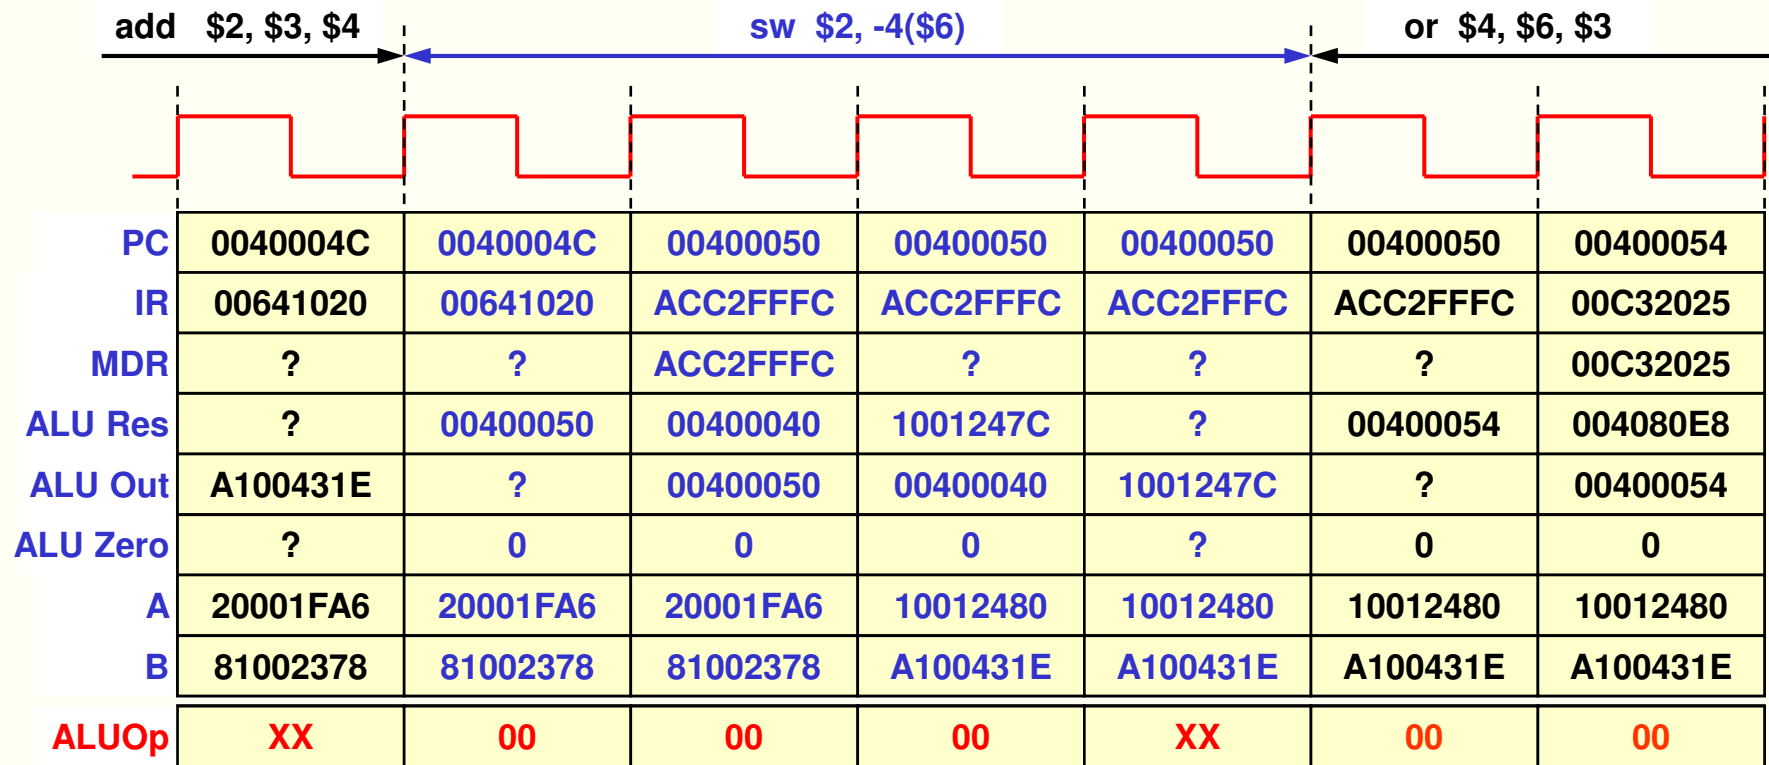 add $2, $3, $4 sw $2, -4($6) or $4, $6, $3
PC 0040004C 0040004C 00400050 00400050 00400050 00400050 00400054
IR 00641020 00641020 ACC2FFFC ACC2FFFC ACC2FFFC ACC2FFFC 00C32025
MDR ? ? ACC2FFFC ? ? ? 00C32025
ALU Res ? 00400050 00400040 1001247C ? 00400054 004080E8
ALU Out A100431E ? 00400050 00400040 1001247C ? 00400054
ALU Zero ? 0 0 0 ? 0 0
A 20001FA6 20001FA6 20001FA6 10012480 10012480 10012480 10012480
B 81002378 81002378 81002378 A100431E A100431E A100431E A100431E
ALUOp XX 00 00 00 XX 00 00